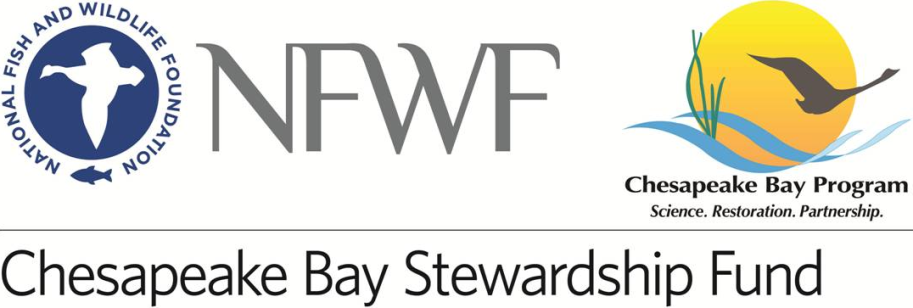 NATIONAL FISH AND WILDLIFE FOUNDATION
NFWF
Chesapeake Bay Program
Science. Restoration. Partnership.
Chesapeake Bay Stewardship Fund